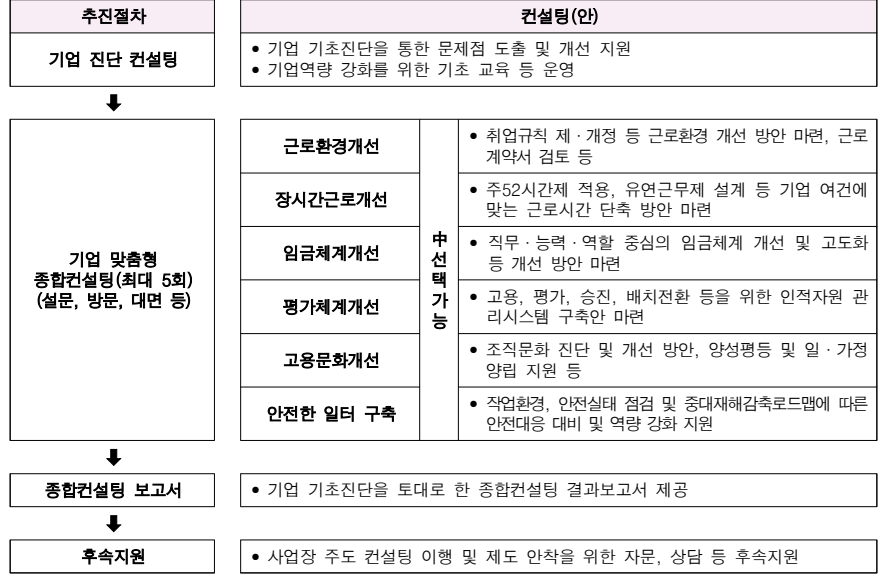 추진절차
컨설팅(안)
기업 진단 컨설팅
• 기업 기초진단을 통한 문제점 도출 및 개선 지원
• 기업역량 강화를 위한 기초 교육 등 운영
기업 맞춤형
종합컨설팅(최대 5회)
(설문, 방문, 대면 등)
中
선
택
가
능
근로환경개선
• 취업규칙 제·개정 등 근로환경 개선 방안 마련, 근로
계약서 검토 등
장시간근로개선
• 주52시간제 적용, 유연근무제 설계 등 기업 여건에
맞는 근로시간 단축 방안 마련
임금체계개선
• 직무·능력·역할 중심의 임금체계 개선 및 고도화
등 개선 방안 마련
평가체계개선
• 고용, 평가, 승진, 배치전환 등을 위한 인적자원 관
리시스템 구축안 마련
고용문화개선
• 조직문화 진단 및 개선 방안, 양성평등 및 일·가정
양립 지원 등
안전한 일터 구축
• 작업환경, 안전실태 점검 및 중대재해감축로드맵에 따른
안전대응 대비 및 역량 강화 지원
종합컨설팅 보고서
• 기업 기초진단을 토대로 한 종합컨설팅 결과보고서 제공
후속지원
• 사업장 주도 컨설팅 이행 및 제도 안착을 위한 자문, 상담 등 후속지원